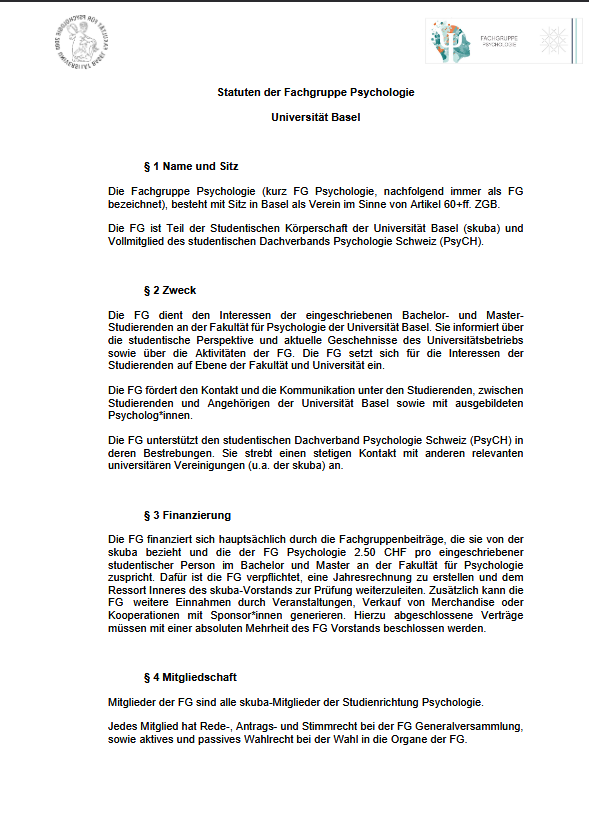 FACHGRUPPE
PSYCHOLOGIE
Statuten der Fachgruppe Psychologie
Universität Basel
§ 1 Name und Sitz
Die Fachgruppe Psychologie (kurz FG Psychologie, nachfolgend immer als FG
bezeichnet), besteht mit Sitz in Basel als Verein im Sinne von Artikel 60+ff. ZGB.
Die FG ist Teil der Studentischen Körperschaft der Universität Basel (skuba) und
Vollmitglied des studentischen Dachverbands Psychologie Schweiz (PsyCH).
§ 2 Zweck
Die FG dient den Interessen der eingeschriebenen Bachelor- und Master-
Studierenden an der Fakultät für Psychologie der Universität Basel. Sie informiert über
die studentische Perspektive und aktuelle Geschehnisse des Universitätsbetriebs
sowie über die Aktivitäten der FG. Die FG setzt sich für die Interessen der
Studierenden auf Ebene der Fakultät und Universität ein.
Die FG fördert den Kontakt und die Kommunikation unter den Studierenden, zwischen
Studierenden und Angehörigen der Universität Basel sowie mit ausgebildeten
Psycholog*innen.
Die FG unterstützt den studentischen Dachverband Psychologie Schweiz (PsyCH) in
deren Bestrebungen. Sie strebt einen stetigen Kontakt mit anderen relevanten
universitären Vereinigungen (u.a. der skuba) an.
§ 3 Finanzierung
Die FG finanziert sich hauptsächlich durch die Fachgruppenbeiträge, die sie von der
skuba bezieht und die der FG Psychologie 2.50 CHF pro eingeschriebener
studentischer Person im Bachelor und Master an der Fakultät für Psychologie
zuspricht. Dafür ist die FG verpflichtet, eine Jahresrechnung zu erstellen und dem
Ressort Inneres des skuba-Vorstands zur Prüfung weiterzuleiten. Zusätzlich kann die
FG weitere Einnahmen durch Veranstaltungen, Verkauf von Merchandise oder
Kooperationen mit Sponsor*innen generieren. Hierzu abgeschlossene Verträge
müssen mit einer absoluten Mehrheit des FG Vorstands beschlossen werden.
§ 4 Mitgliedschaft
Mitglieder der FG sind alle skuba-Mitglieder der Studienrichtung Psychologie.
Jedes Mitglied hat Rede-, Antrags- und Stimmrecht bei der FG Generalversammlung,
sowie aktives und passives Wahlrecht bei der Wahl in die Organe der FG.